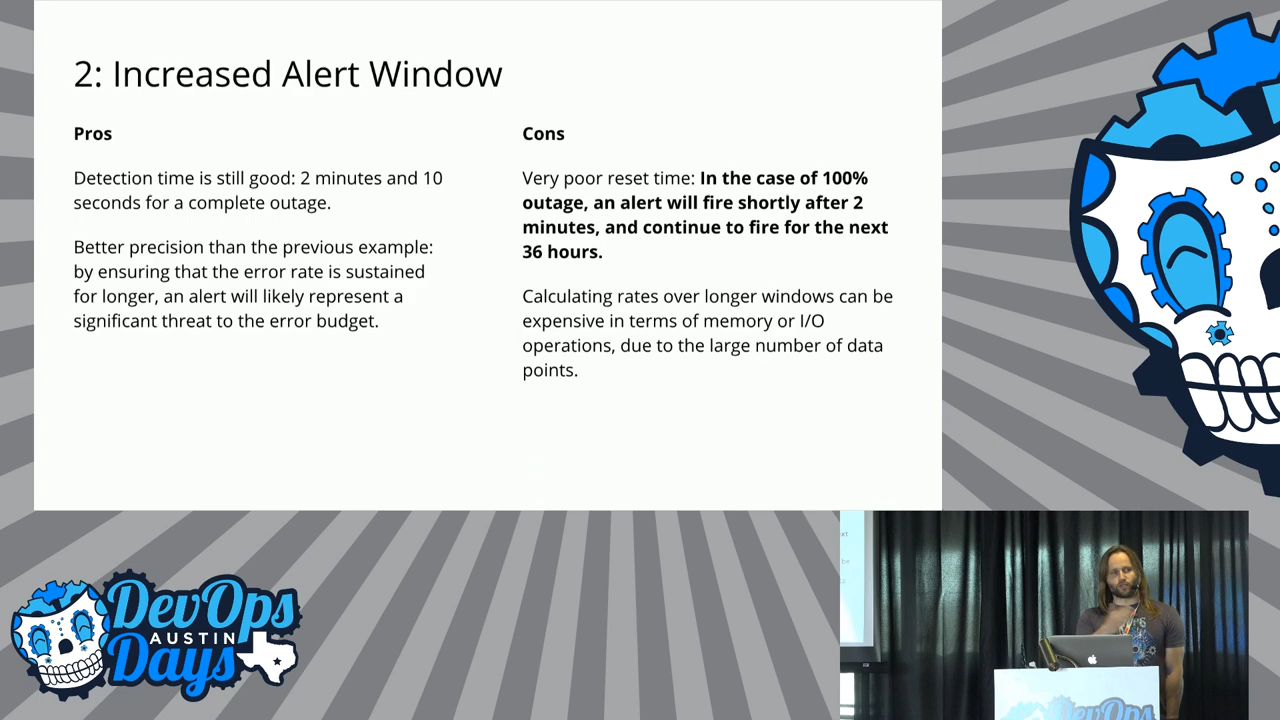 2: Increased Alert Window
Pros
Detection time is still good: 2 minutes and 10
seconds for a complete outage.
Better precision than the previous example:
by ensuring that the error rate is sustained
for longer, an alert will likely represent a
significant threat to the error budget.
Cons
Very poor reset time: In the case of 100%
outage, an alert will fire shortly after 2
minutes, and continue to fire for the next
36 hours.
Calculating rates over longer windows can be
expensive in terms of memory or I/O
operations, due to the large number of data
points.
DevOps
AUSTIN
Days
DevOps